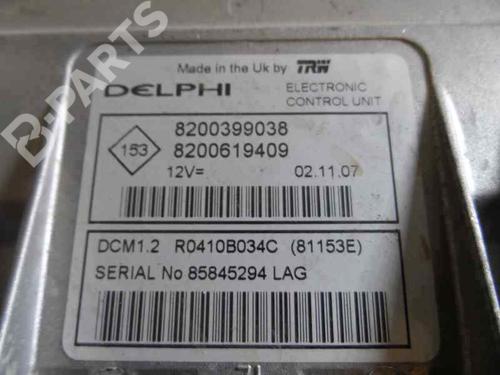 B-PARTS
Made in the Uk by TRW
DELPHI
ELECTRONIC
CONTROL UNIT
153
8200399038
8200619409
12V=
02.11.07
DCM1.2 R0410B034C (81153E)
SERIAL No 85845294 LAG